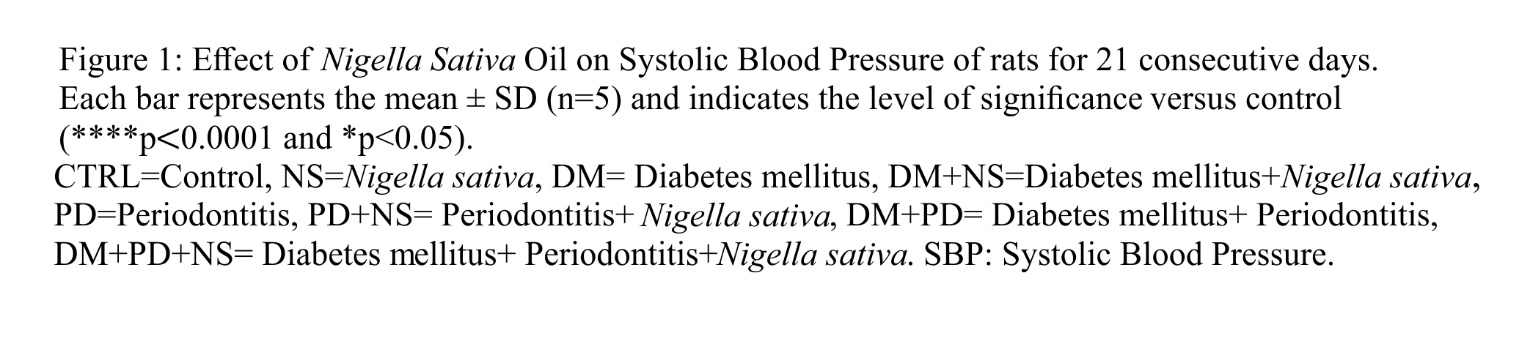 Figure 1: Effect of Nigella Sativa Oil on Systolic Blood Pressure of rats for 21 consecutive days.
Each bar represents the mean ± SD (n=5) and indicates the level of significance versus control
(****p<0.0001 and *p<0.05).
CTRL=Control, NS=Nigella sativa, DM= Diabetes mellitus, DM+NS=Diabetes mellitus+Nigella sativa,
PD=Periodontitis, PD+NS= Periodontitis+ Nigella sativa, DM+PD= Diabetes mellitus+ Periodontitis,
DM+PD+NS= Diabetes mellitus+ Periodontitis+Nigella sativa. SBP: Systolic Blood Pressure.